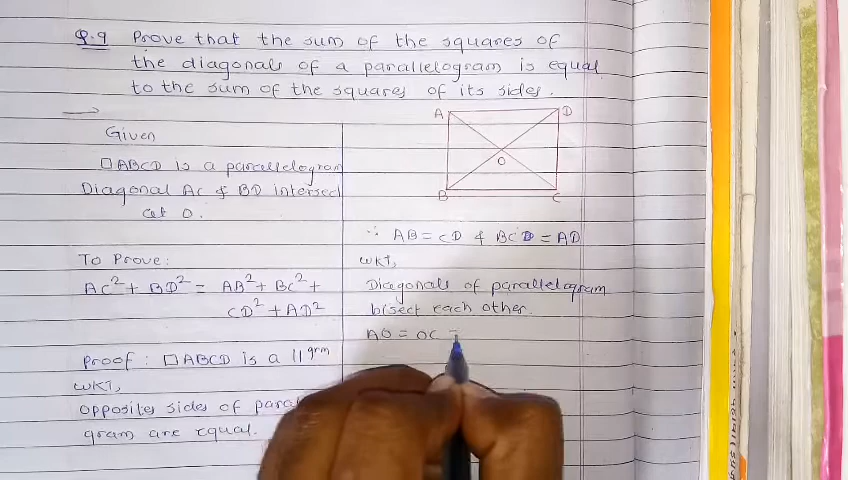 Q.9 Prove that the sum of the squares of
the diagonals of a parallelogram is equal
to the sum of the squares of its sides.
Given
□ABCD is a parallelogram
Diagonal AC & BD intersect
at O.
To Prove:
AC² + BD² = AB² + BC² +
CD² + AD²
Proof : □ABCD is a 11grm
WKT,
Opposites sides of
gram are equal.
A D
O
B C
∴ AB = CD & BC = AD
WKT,
Diagonals of parallelogram
bisect each other.
AO = OC =